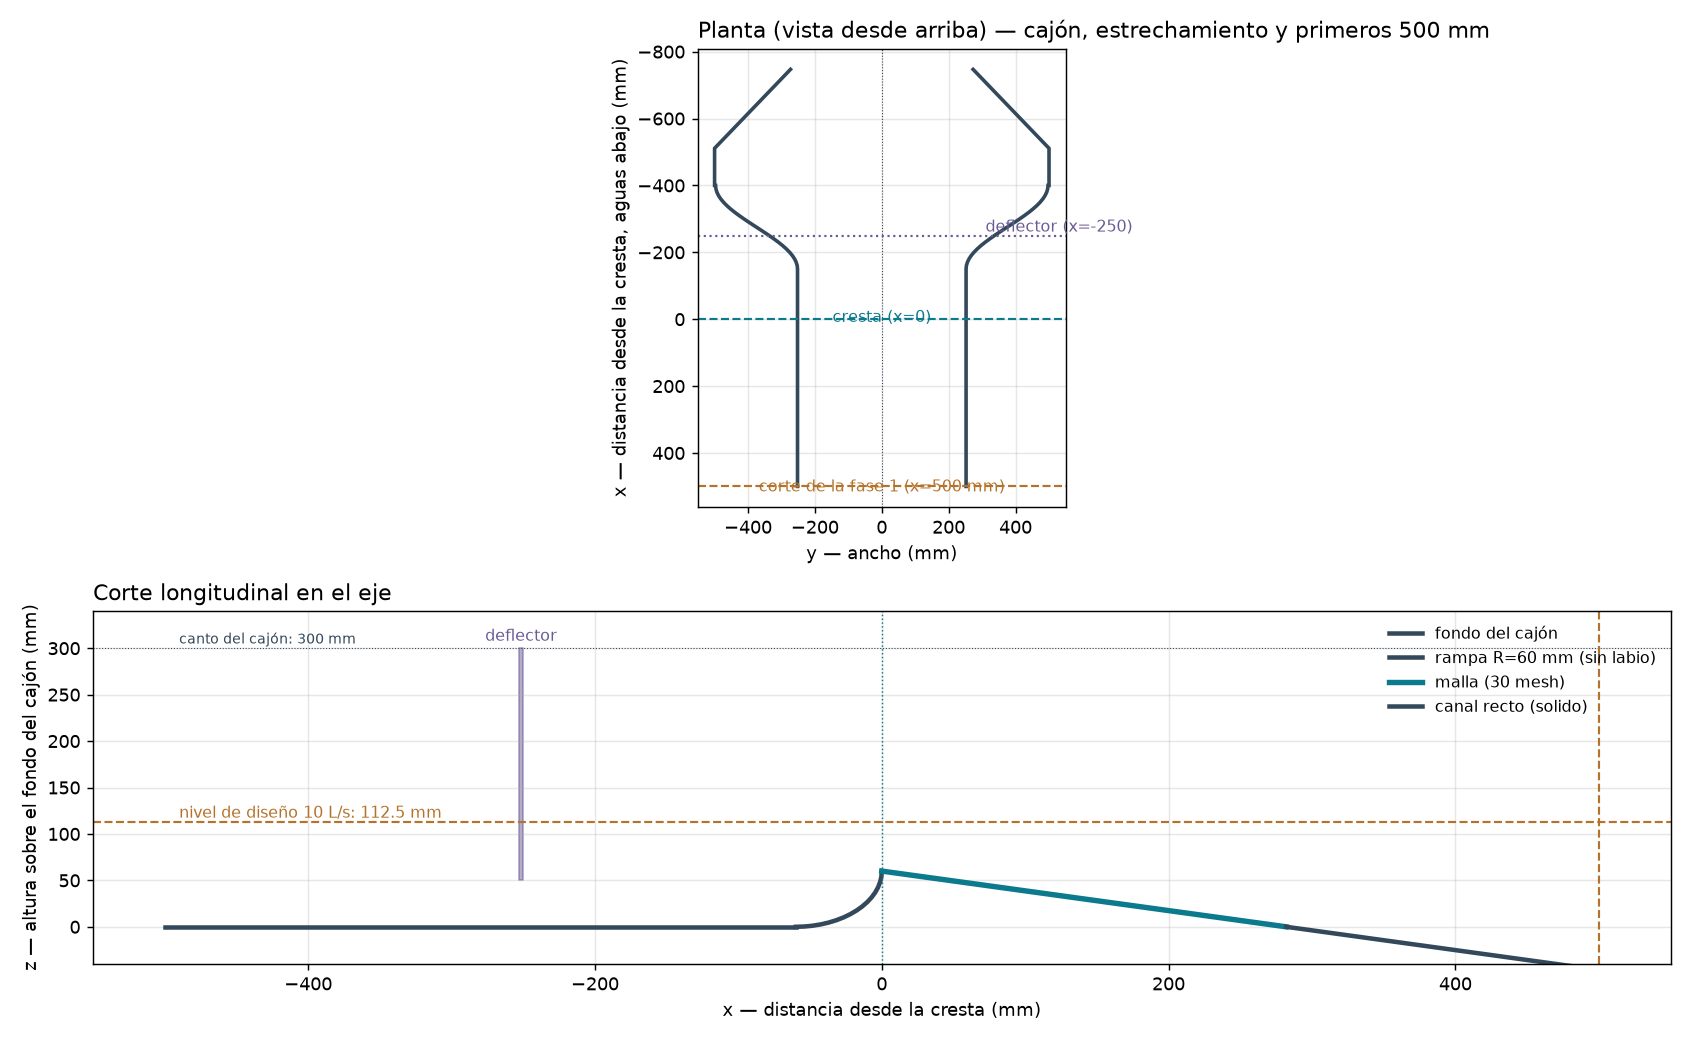 Planta (vista desde arriba) — cajón, estrechamiento y primeros 500 mm
x — distancia desde la cresta, aguas abajo (mm)
−800
−600
−400
−200
0
200
400
deflector (x=-250)
cresta (x=0)
corte de la fase 1 (x=500 mm)
−400 −200 0 200 400
y — ancho (mm)
Corte longitudinal en el eje
z — altura sobre el fondo del cajón (mm)
300
250
200
150
100
50
0
canto del cajón: 300 mm
deflector
nivel de diseño 10 L/s: 112.5 mm
fondo del cajón
rampa R=60 mm (sin labio)
malla (30 mesh)
canal recto (solido)
−400 −200 0 200 400
x — distancia desde la cresta (mm)